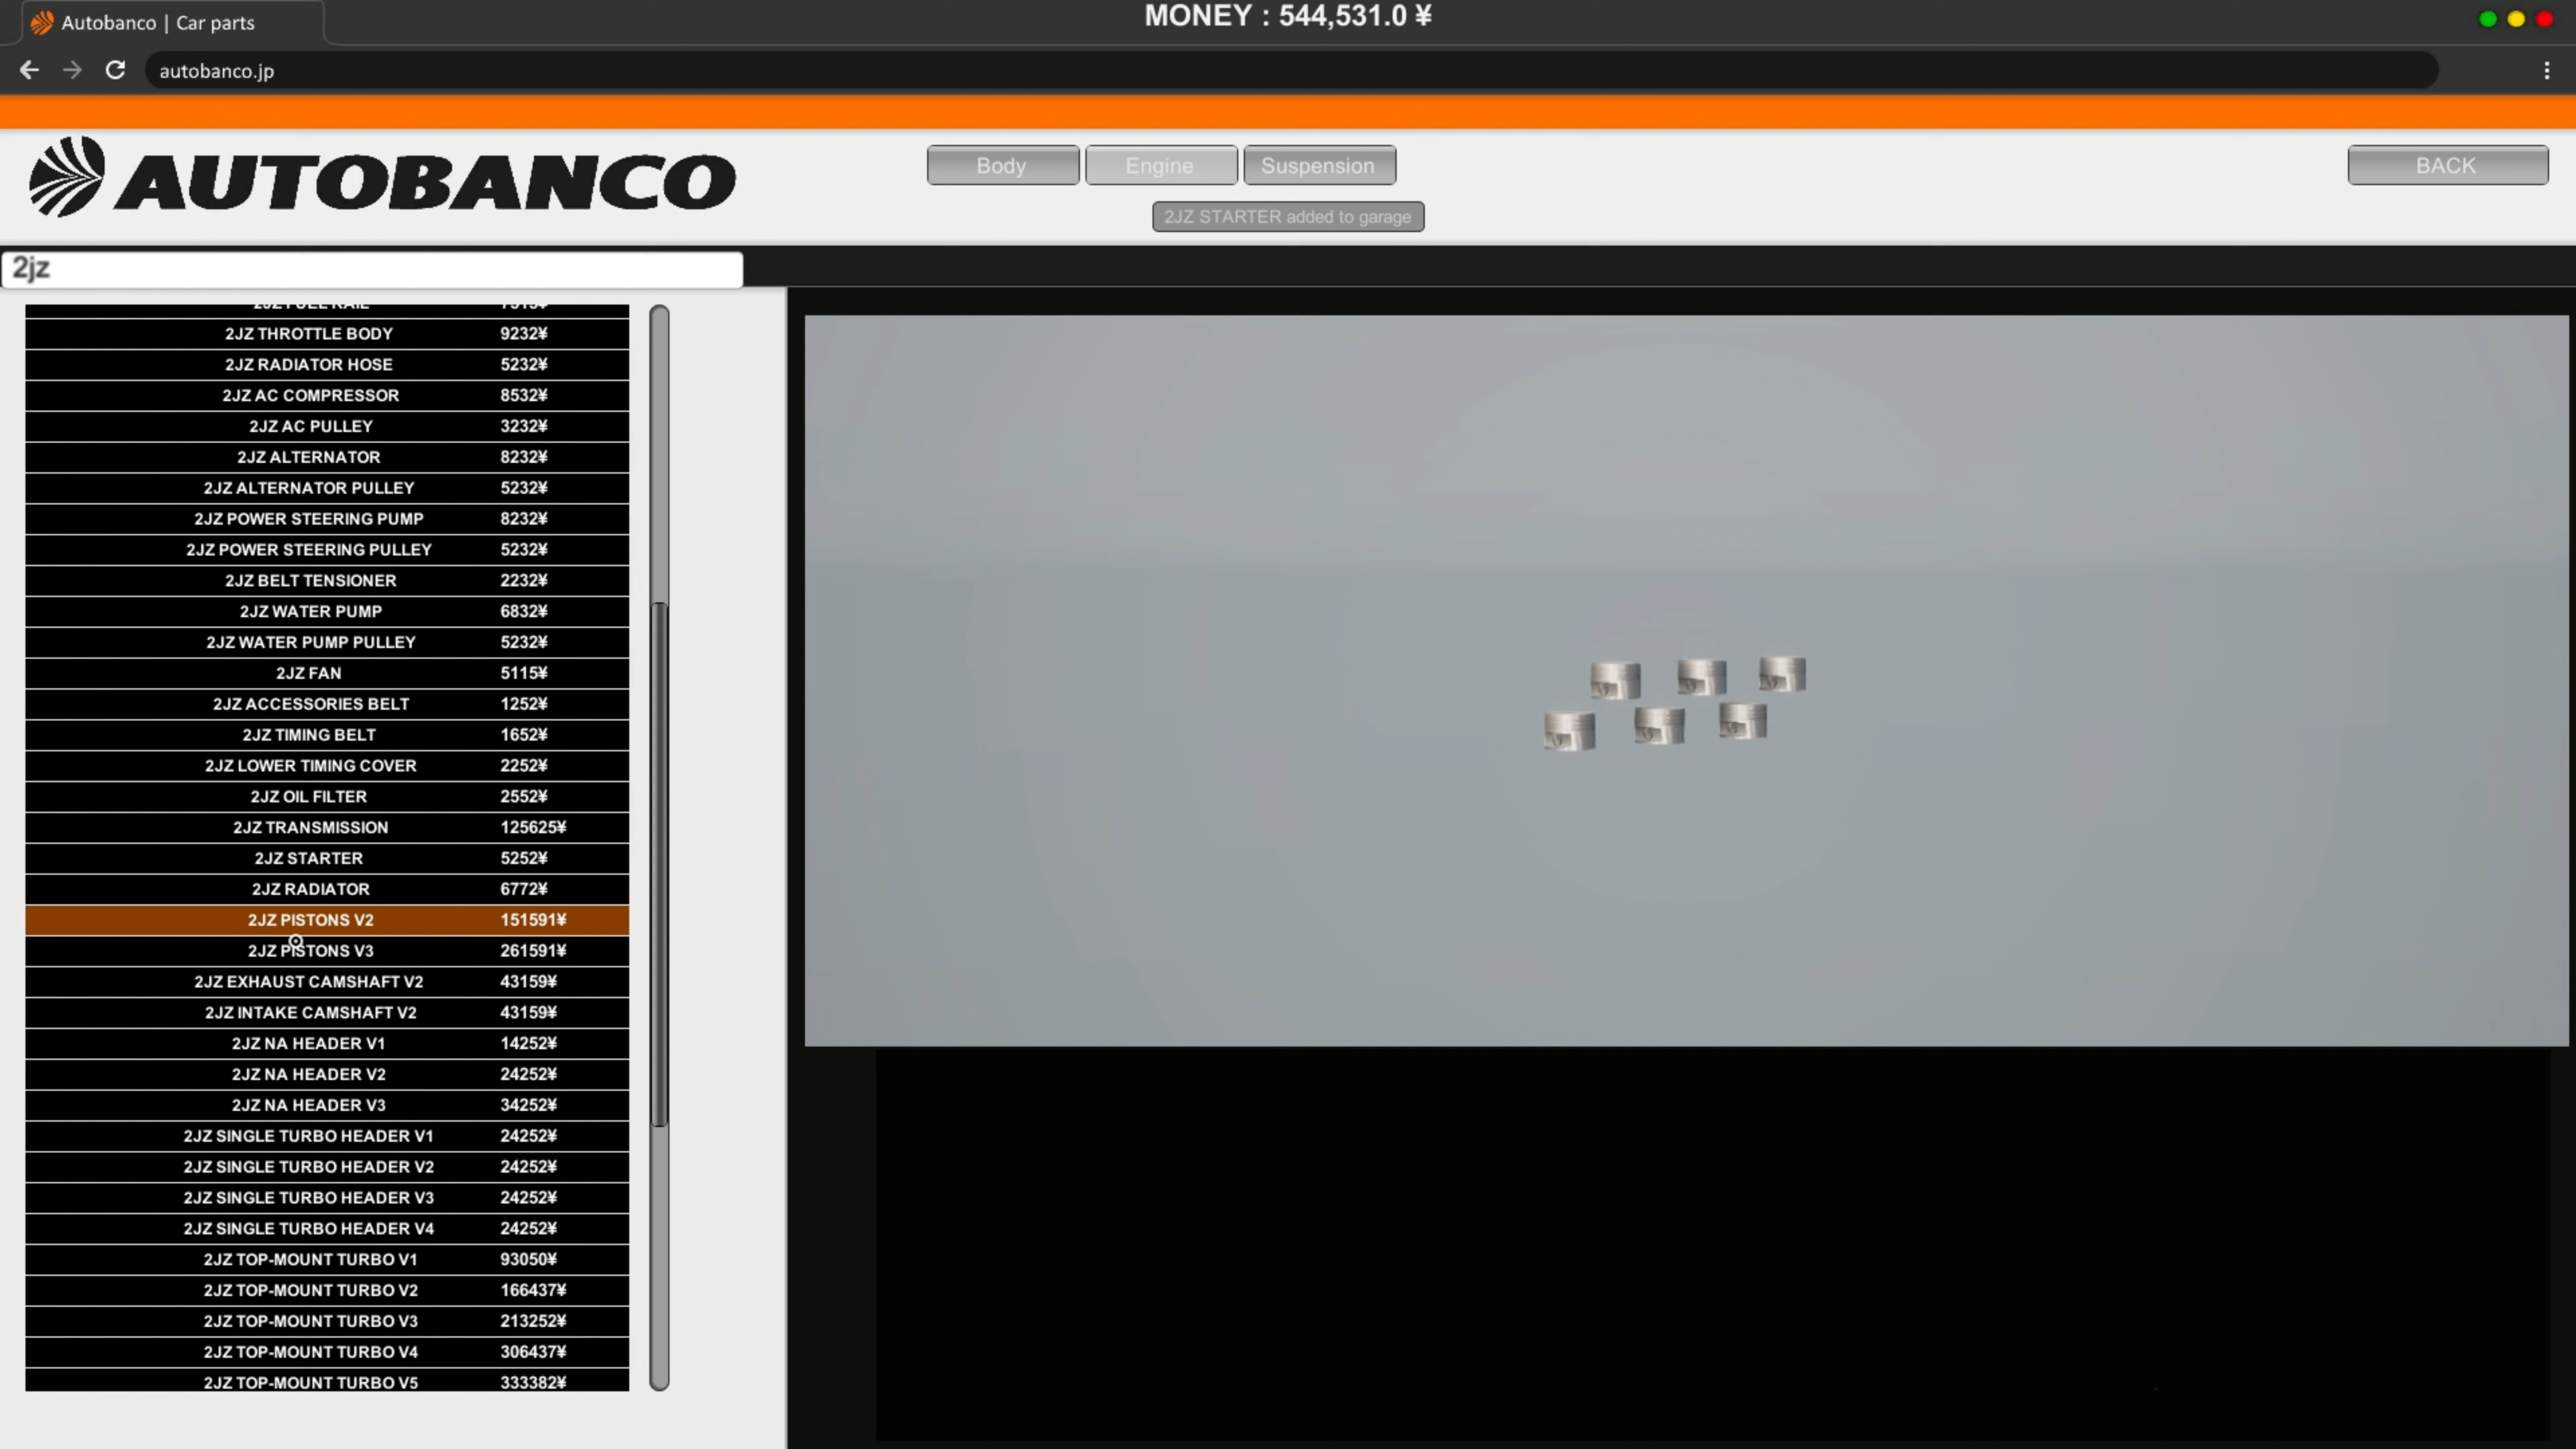 Autobanco | Car parts
MONEY : 544,531.0 ¥
autobanco.jp
AUTOBANCO
Body
Engine
Suspension
BACK
2JZ STARTER added to garage
2jz
2JZ THROTTLE BODY 9232¥
2JZ RADIATOR HOSE 5232¥
2JZ AC COMPRESSOR 8532¥
2JZ AC PULLEY 3232¥
2JZ ALTERNATOR 8232¥
2JZ ALTERNATOR PULLEY 5232¥
2JZ POWER STEERING PUMP 8232¥
2JZ POWER STEERING PULLEY 5232¥
2JZ BELT TENSIONER 2232¥
2JZ WATER PUMP 6832¥
2JZ WATER PUMP PULLEY 5232¥
2JZ FAN 5115¥
2JZ ACCESSORIES BELT 1252¥
2JZ TIMING BELT 1652¥
2JZ LOWER TIMING COVER 2252¥
2JZ OIL FILTER 2552¥
2JZ TRANSMISSION 125625¥
2JZ STARTER 5252¥
2JZ RADIATOR 6772¥
2JZ PISTONS V2 151591¥
2JZ PISTONS V3 261591¥
2JZ EXHAUST CAMSHAFT V2 43159¥
2JZ INTAKE CAMSHAFT V2 43159¥
2JZ NA HEADER V1 14252¥
2JZ NA HEADER V2 24252¥
2JZ NA HEADER V3 34252¥
2JZ SINGLE TURBO HEADER V1 24252¥
2JZ SINGLE TURBO HEADER V2 24252¥
2JZ SINGLE TURBO HEADER V3 24252¥
2JZ SINGLE TURBO HEADER V4 24252¥
2JZ TOP-MOUNT TURBO V1 93050¥
2JZ TOP-MOUNT TURBO V2 166437¥
2JZ TOP-MOUNT TURBO V3 213252¥
2JZ TOP-MOUNT TURBO V4 306437¥
2JZ TOP-MOUNT TURBO V5 333382¥